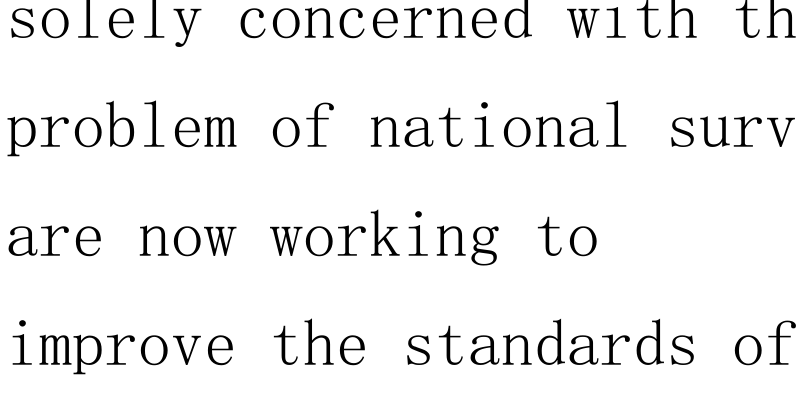 solely concerned with th
problem of national surv
are now working to
improve the standards of